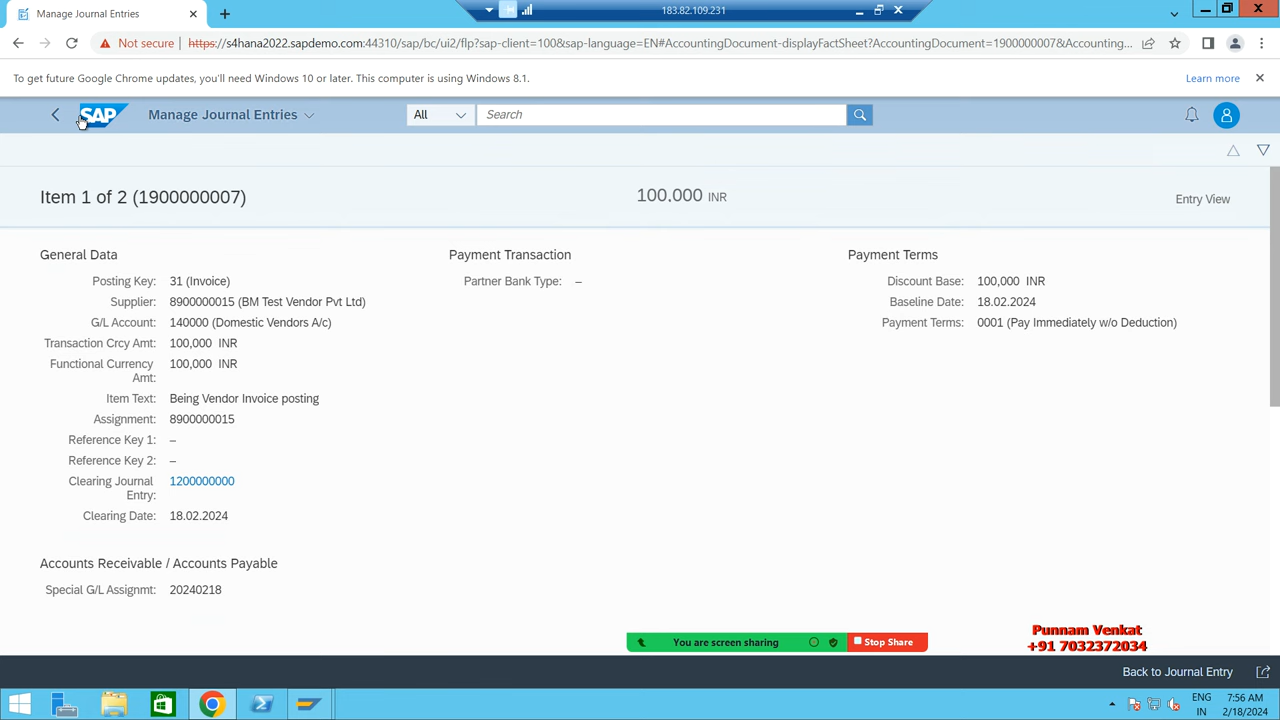 Manage Journal Entries
183.82.109.231
Not secure
https://s4hana2022.sapdemo.com:44310/sap/bc/ui2/flp?sap-client=100&sap-language=EN#AccountingDocument-displayFactSheet?AccountingDocument=1900000007&Accounting...
To get future Google Chrome updates, you'll need Windows 10 or later. This computer is using Windows 8.1.
Learn more
SAP
Manage Journal Entries
All
Search
Item 1 of 2 (1900000007)
100.000 INR
Entry View
General Data
Posting Key: 31 (Invoice)
Supplier: 8900000015 (BM Test Vendor Pvt Ltd)
G/L Account: 140000 (Domestic Vendors A/c)
Transaction Crcy Amt: 100,000 INR
Functional Currency
Amt:
100,000 INR
Item Text: Being Vendor Invoice posting
Assignment: 8900000015
Reference Key 1: –
Reference Key 2: –
Clearing Journal
Entry:
1200000000
Clearing Date: 18.02.2024
Payment Transaction
Partner Bank Type: –
Payment Terms
Discount Base: 100,000 INR
Baseline Date: 18.02.2024
Payment Terms: 0001 (Pay Immediately w/o Deduction)
Accounts Receivable / Accounts Payable
Special G/L Assignmt: 20240218
You are screen sharing
Stop Share
Punnam Venkat
+91 7032372034
Back to Journal Entry
ENG
IN
7:56 AM
2/18/2024